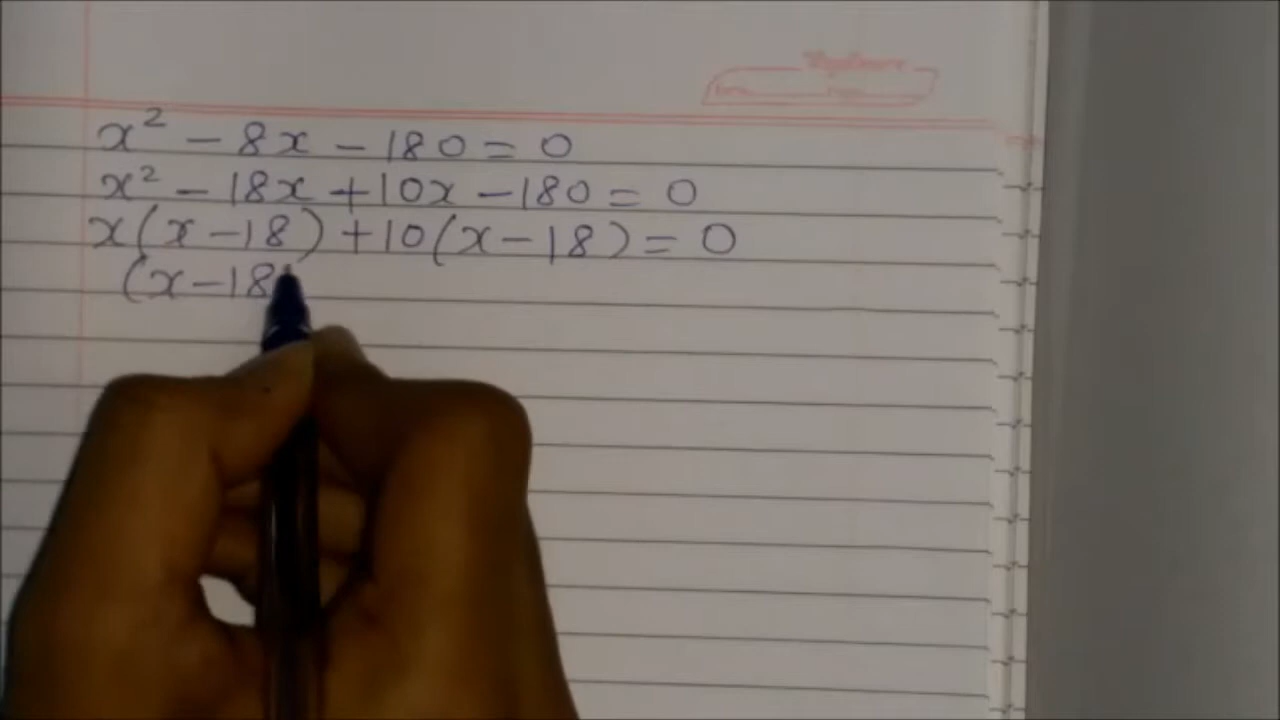 x² - 8x - 180 = 0
x² - 18x + 10x - 180 = 0
x(x - 18) + 10(x - 18) = 0
(x - 18